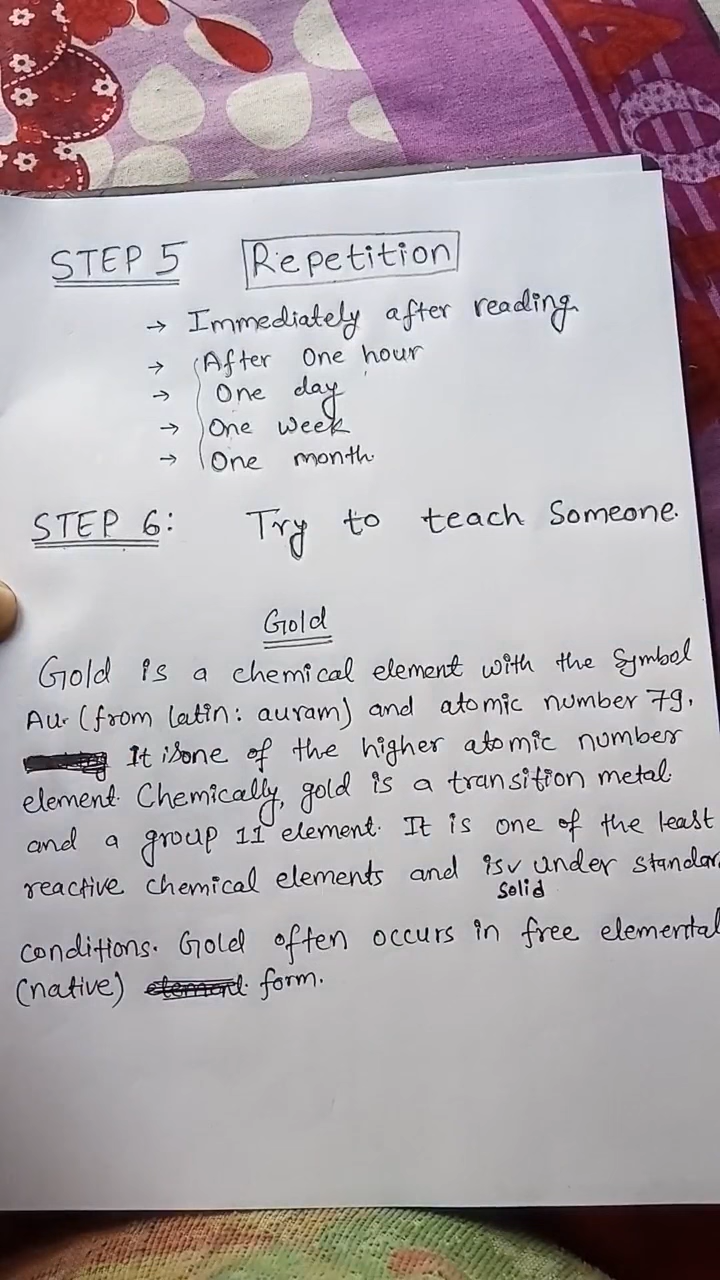 STEP 5 Repetition
→ Immediately after reading.
→ After One hour
→ One day
→ One week
→ One month.
STEP 6: Try to teach Someone.
Gold
Gold is a chemical element with the Symbol
Au. (from latin: auram) and atomic number 79.
It is one of the higher atomic number
element. Chemically, gold is a transition metal.
and a group 11 element. It is one of the least
reactive chemical elements and is solid under standar
conditions. Gold often occurs in free elemental
(native) form.